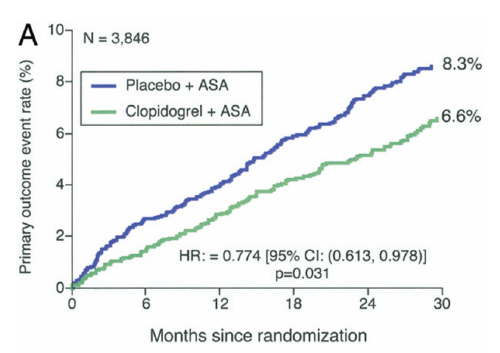 A
N = 3,846
Placebo + ASA
Clopidogrel + ASA
8.3%
6.6%
HR: = 0.774 [95% CI: (0.613, 0.978)]
p=0.031
Primary outcome event rate (%)
10
8
6
4
2
0
0 6 12 18 24 30
Months since randomization